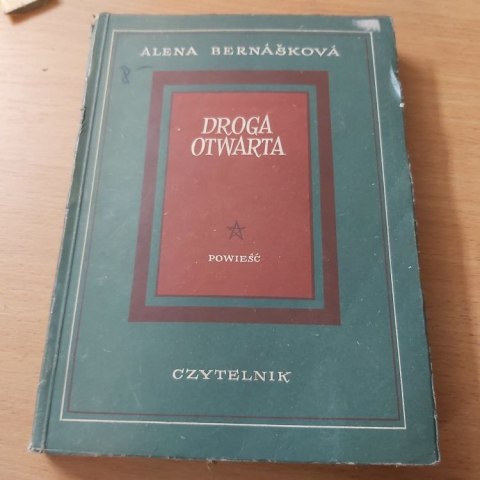 ALENA BERNÁŠKOVÁ
DROGA
OTWARTA
POWIEŚĆ
CZYTELNIK